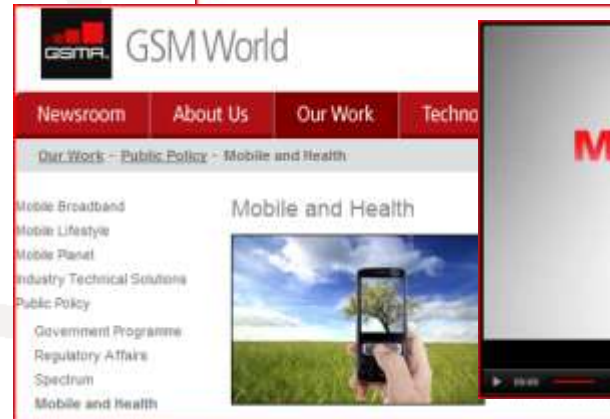 GSMA
GSM World
Newsroom About Us Our Work Techno
Our Work - Public Policy - Mobile and Health
Mobile Broadband
Mobile Lifestyle
Mobile Planet
Industry Technical Solutions
Public Policy
Government Programme
Regulatory Affairs
Spectrum
Mobile and Health
Mobile and Health
M